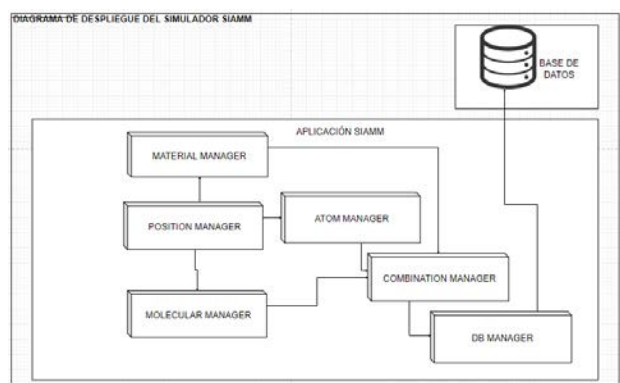 DIAGRAMA DE DESPLIEGUE DEL SIMULADOR SIAMM
BASE DE
DATOS
APLICACIÓN SIAMM
MATERIAL MANAGER
POSITION MANAGER
ATOM MANAGER
COMBINATION MANAGER
MOLECULAR MANAGER
DB MANAGER